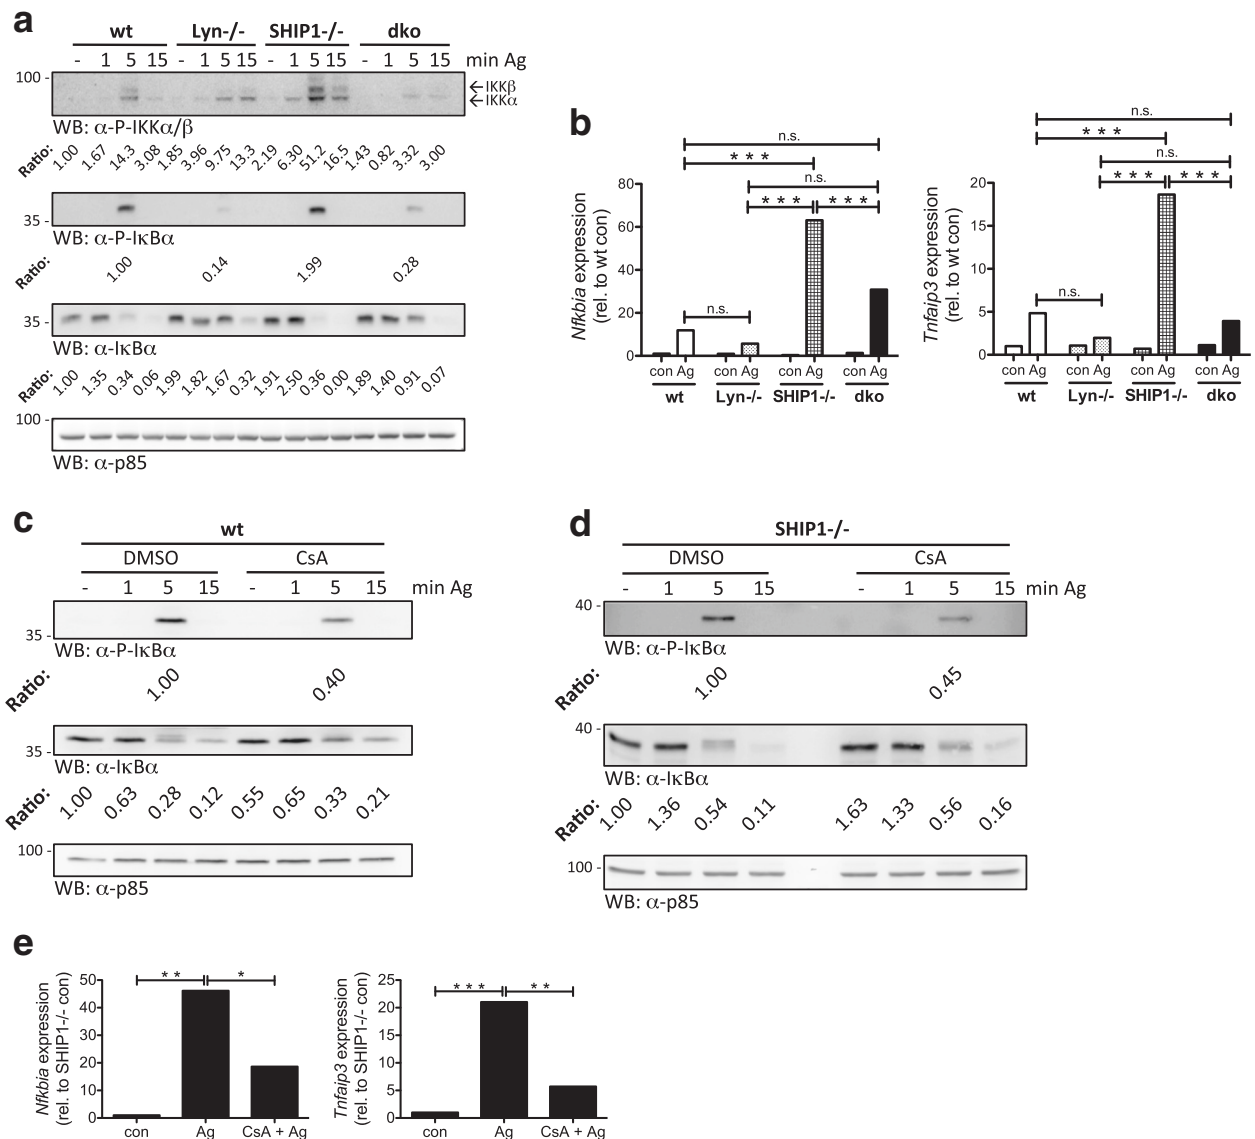 a
wt Lyn-/- SHIP1-/- dko
- 1 5 15 - 1 5 15 - 1 5 15 - 1 5 15 min Ag
100 -
←IKKβ
←IKKα
WB: α-P-IKKα/β
Ratio: 1.00 1.67 14.3 3.08 1.85 3.96 9.75 13.3 2.19 6.30 51.2 16.5 1.43 0.82 3.32 3.00
35 -
WB: α-P-IκBα
Ratio: 1.00 0.14 1.99 0.28
35 -
WB: α-IκBα
Ratio: 1.00 1.35 0.34 0.06 1.99 1.82 1.67 0.32 1.91 2.50 0.36 0.00 1.89 1.40 0.91 0.07
100 -
WB: α-p85
b
Nfkbia expression
(rel. to wt con)
80
60
40
20
0
n.s.
* * *
n.s.
* * * * * *
n.s.
con Ag con Ag con Ag con Ag
wt Lyn-/- SHIP1-/- dko
Tnfaip3 expression
(rel. to wt con)
20
15
10
5
0
n.s.
* * *
n.s.
* * * * * *
n.s.
con Ag con Ag con Ag con Ag
wt Lyn-/- SHIP1-/- dko
c
wt
DMSO CsA
- 1 5 15 - 1 5 15 min Ag
35 -
WB: α-P-IκBα
Ratio: 1.00 0.40
35 -
WB: α-IκBα
Ratio: 1.00 0.63 0.28 0.12 0.55 0.65 0.33 0.21
100 -
WB: α-p85
d
SHIP1-/-
DMSO CsA
- 1 5 15 - 1 5 15 min Ag
40 -
WB: α-P-IκBα
Ratio: 1.00 0.45
40 -
WB: α-IκBα
Ratio: 1.00 1.36 0.54 0.11 1.63 1.33 0.56 0.16
100 -
WB: α-p85
e
Nfkbia expression
(rel. to SHIP1-/- con)
50
40
30
20
10
0
* * *
con Ag CsA + Ag
Tnfaip3 expression
(rel. to SHIP1-/- con)
25
20
15
10
5
0
* * * * *
con Ag CsA + Ag